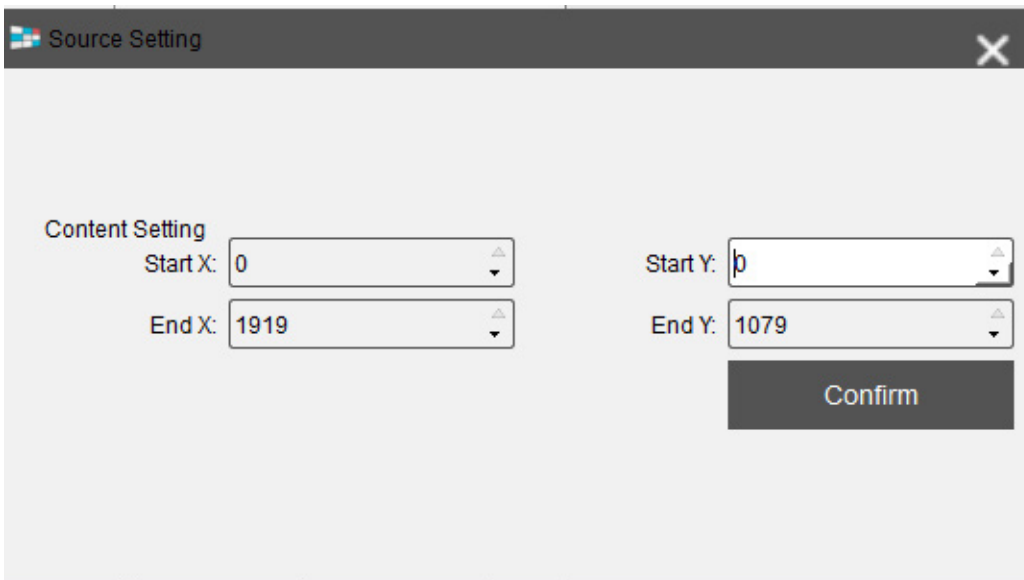 Source Setting
Content Setting
Start X: 0
Start Y: 0
End X: 1919
End Y: 1079
Confirm